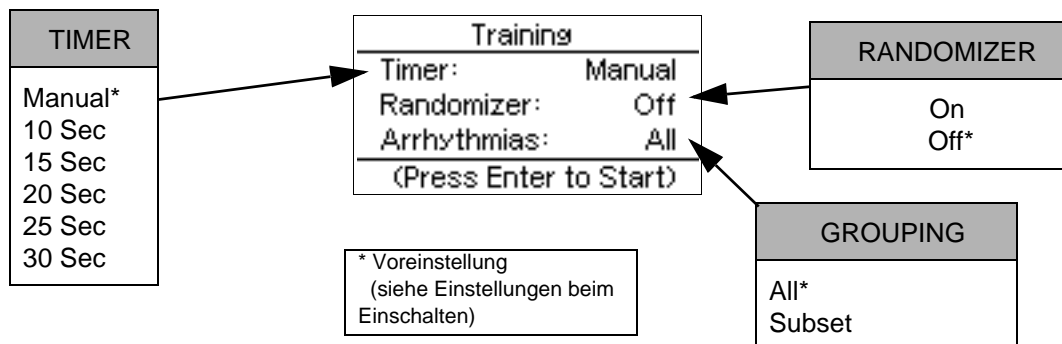 TIMER
Manual*
10 Sec
15 Sec
20 Sec
25 Sec
30 Sec
Training
Timer: Manual
Randomizer: Off
Arrhythmias: All
(Press Enter to Start)
RANDOMIZER
On
Off*
GROUPING
All*
Subset
* Voreinstellung
(siehe Einstellungen beim
Einschalten)